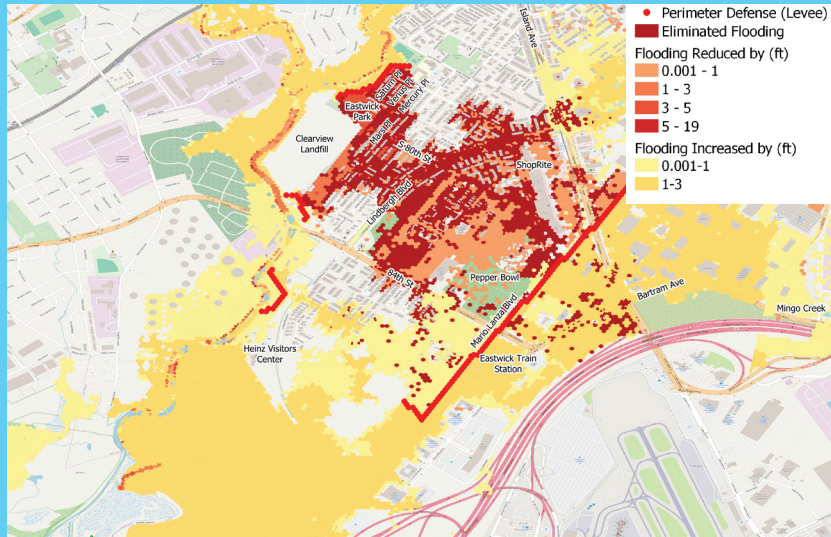 Perimeter Defense (Levee)
Eliminated Flooding
Flooding Reduced by (ft)
0.001 - 1
1 - 3
3 - 5
5 - 19
Flooding Increased by (ft)
0.001-1
1-3
Island Ave
Saturn Pl
Venus Pl
Mercury Pl
Eastwick
Park
Mars Pl
Clearview
Landfill
S 80th St
ShopRite
Lindbergh Blvd
84th St
Pepper Bowl
Mario Lanza Blvd
Bartram Ave
Mingo Creek
Heinz Visitors
Center
Eastwick Train
Station